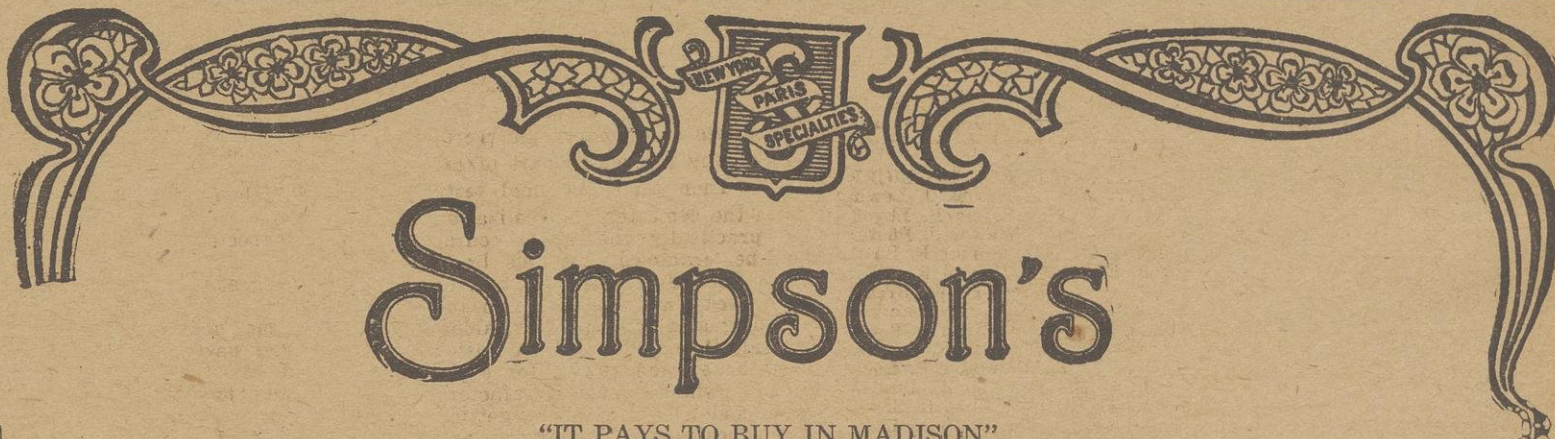 NEW YORK
PARIS
SPECIALTIES
Simpson's
"IT PAYS TO BUY IN MADISON"